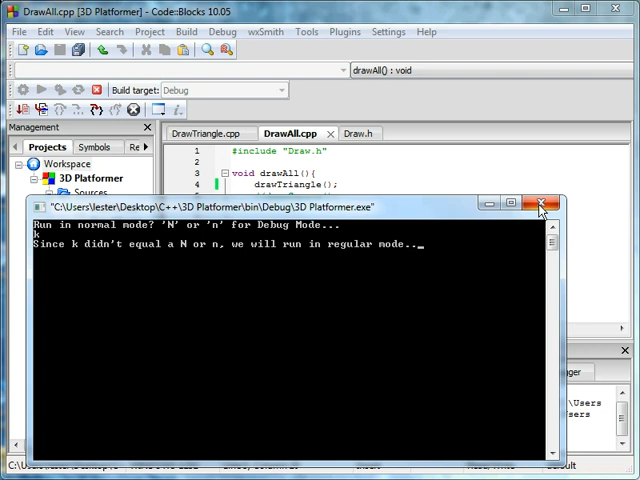 DrawAll.cpp [3D Platformer] - Code::Blocks 10.05
File Edit View Search Project Build Debug wxSmith Tools Plugins Settings Help
drawAll() : void
Build target: Debug
Management
DrawTriangle.cpp DrawAll.cpp Draw.h
Projects Symbols Re
Workspace
3D Platformer
Sources
1 #include "Draw.h"
2
3 void drawAll(){
4 drawTriangle();
"C:\Users\lester\Desktop\C++\3D Platformer\bin\Debug\3D Platformer.exe"
Run in normal mode? 'N' or 'n' for Debug Mode...
k
Since k didn't equal a N or n, we will run in regular mode.._